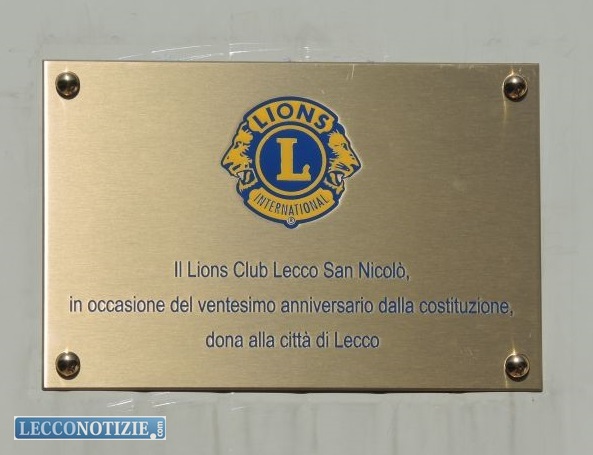 LIONS
L
INTERNATIONAL
®
Il Lions Club Lecco San Nicolò,
in occasione del ventesimo anniversario dalla costituzione,
dona alla città di Lecco
LECCONOTIZIE.com